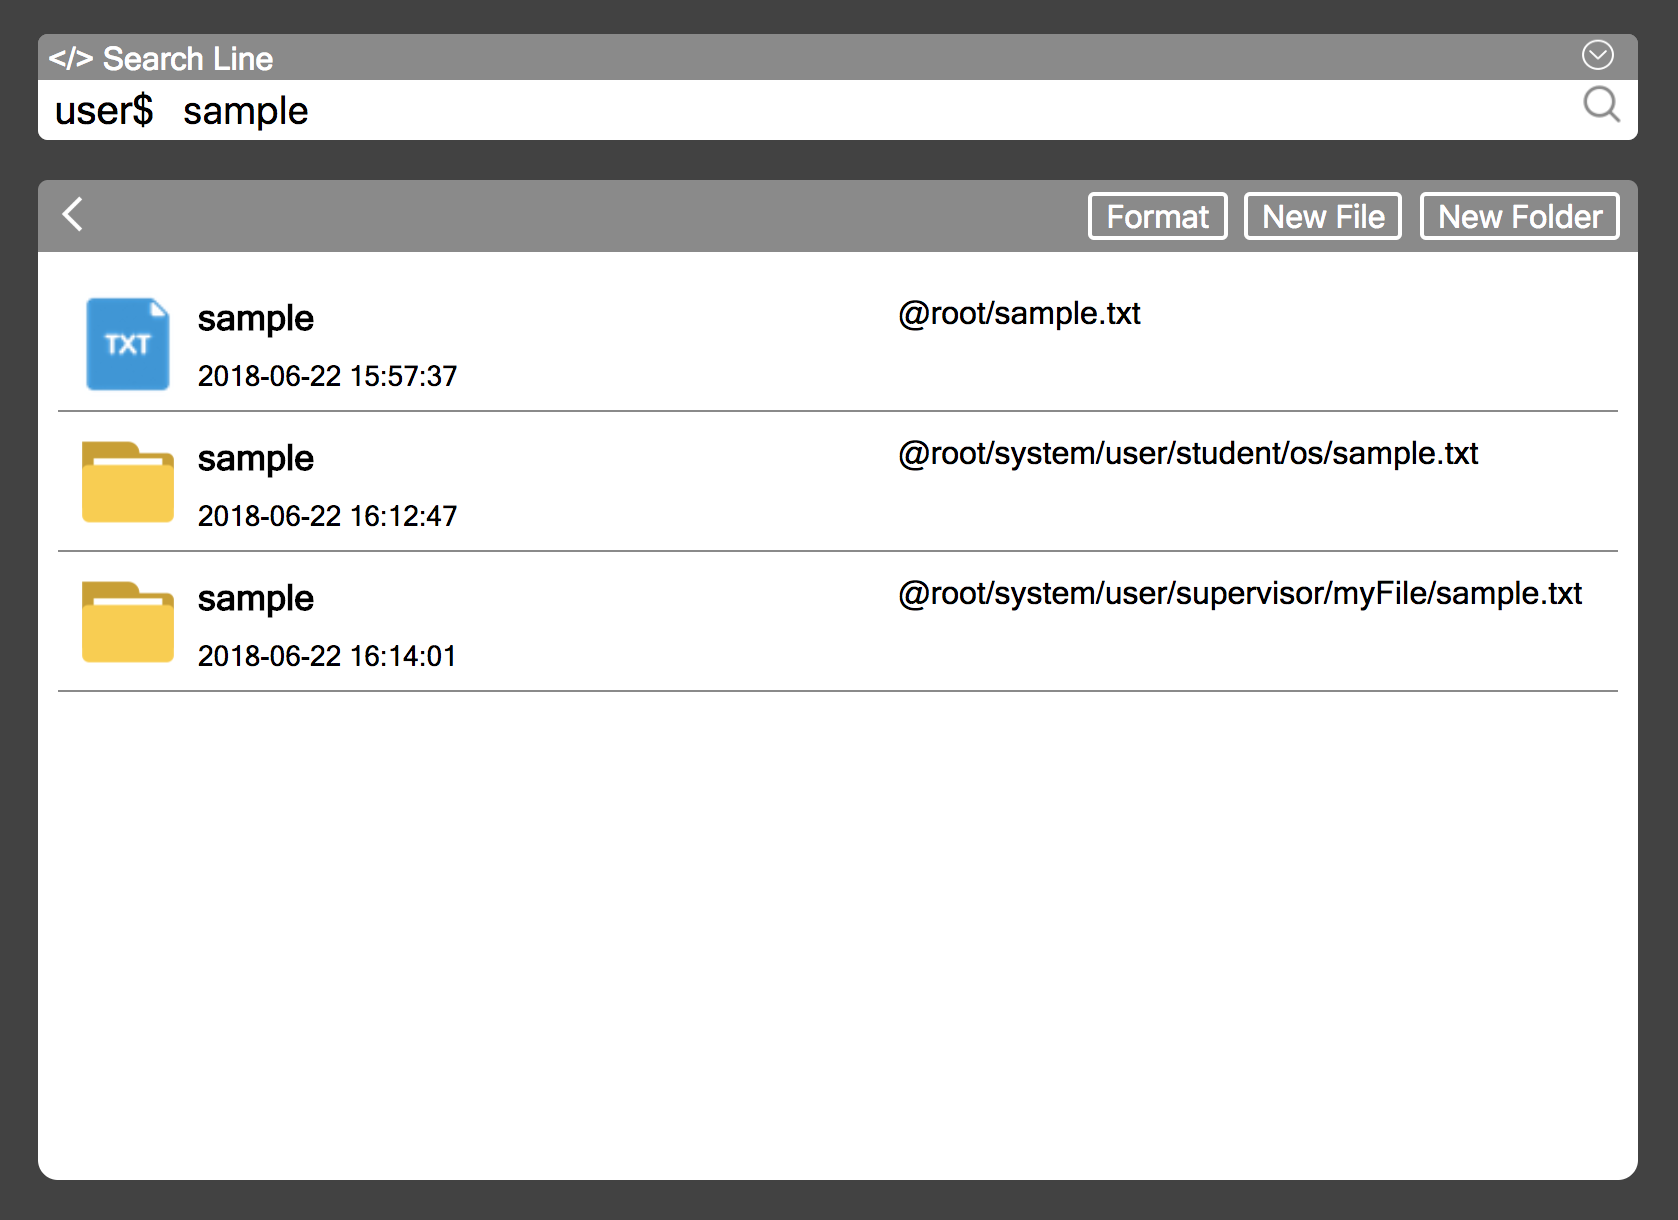 </> Search Line
user$ sample
Format New File New Folder
TXT
sample @root/sample.txt
2018-06-22 15:57:37
sample @root/system/user/student/os/sample.txt
2018-06-22 16:12:47
sample @root/system/user/supervisor/myFile/sample.txt
2018-06-22 16:14:01